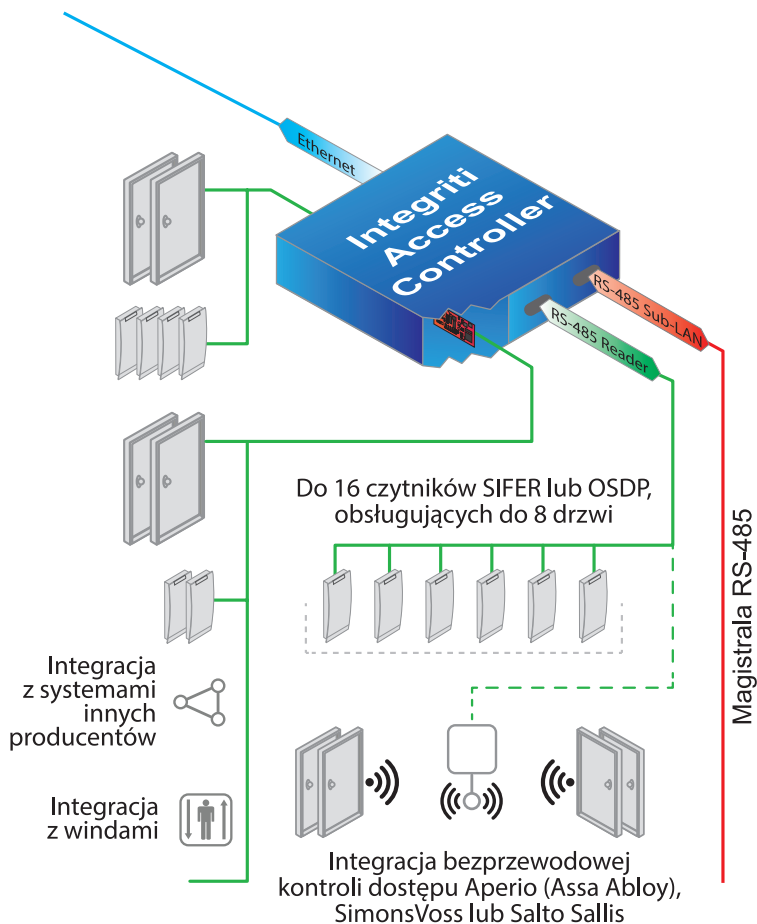 Ethernet
Integriti
Access
Controller
RS-485 Sub-LAN
RS-485 Reader
Do 16 czytników SIFER lub OSDP,
obsługujących do 8 drzwi
Magistrala RS-485
Integracja
z systemami
innych
producentów
Integracja
z windami
Integracja bezprzewodowej
kontroli dostępu Aperio (Assa Abloy),
SimonsVoss lub Salto Sallis